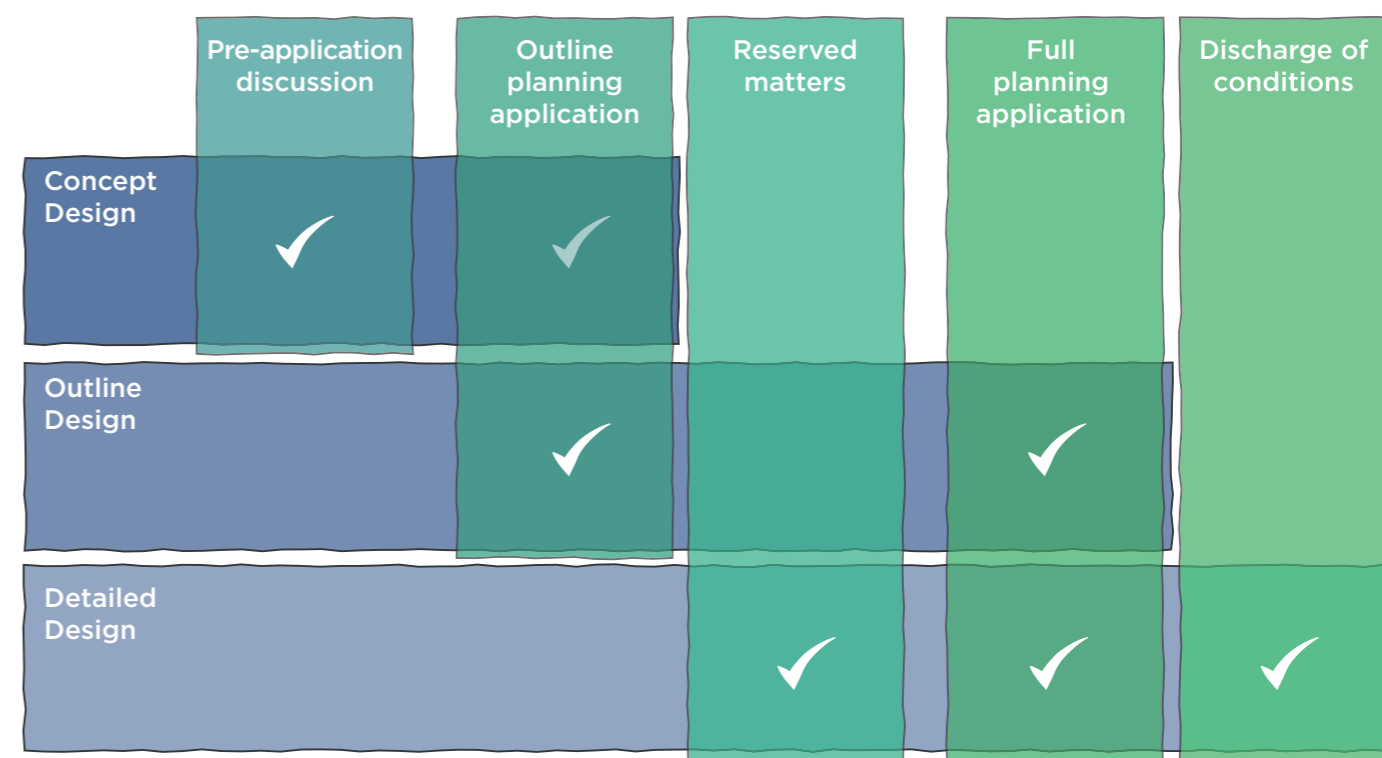 Pre-application
discussion
Outline
planning
application
Reserved
matters
Full
planning
application
Discharge of
conditions
Concept
Design
Outline
Design
Detailed
Design